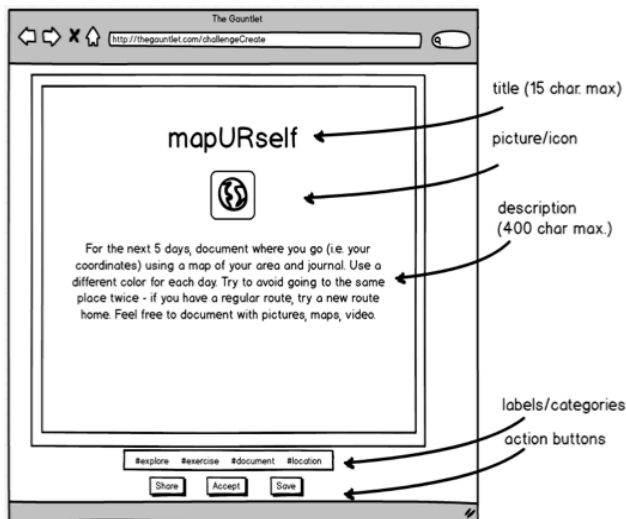 The Gauntlet
http://thegauntlet.com/challengeCreate
title (15 char. max)
mapURself
picture/icon
description
(400 char max.)
For the next 5 days, document where you go (i.e. your
coordinates) using a map of your area and journal. Use a
different color for each day. Try to avoid going to the same
place twice - if you have a regular route, try a new route
home. Feel free to document with pictures, maps, video.
labels/categories
#explore #exercise #document #location
action buttons
Share Accept Save